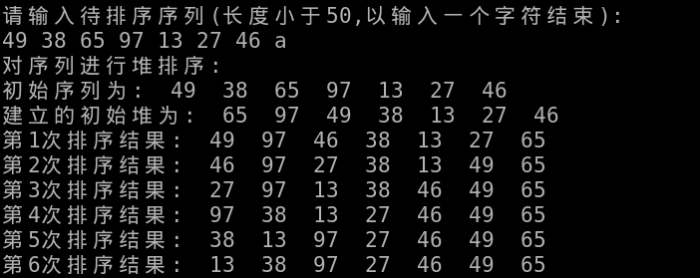 请输入待排序序列(长度小于50,以输入一个字符结束):
49 38 65 97 13 27 46 a
对序列进行堆排序:
初始序列为: 49 38 65 97 13 27 46
建立的初始堆为: 65 97 49 38 13 27 46
第1次排序结果: 49 97 46 38 13 27 65
第2次排序结果: 46 97 27 38 13 49 65
第3次排序结果: 27 97 13 38 46 49 65
第4次排序结果: 97 38 13 27 46 49 65
第5次排序结果: 38 13 97 27 46 49 65
第6次排序结果: 13 38 97 27 46 49 65